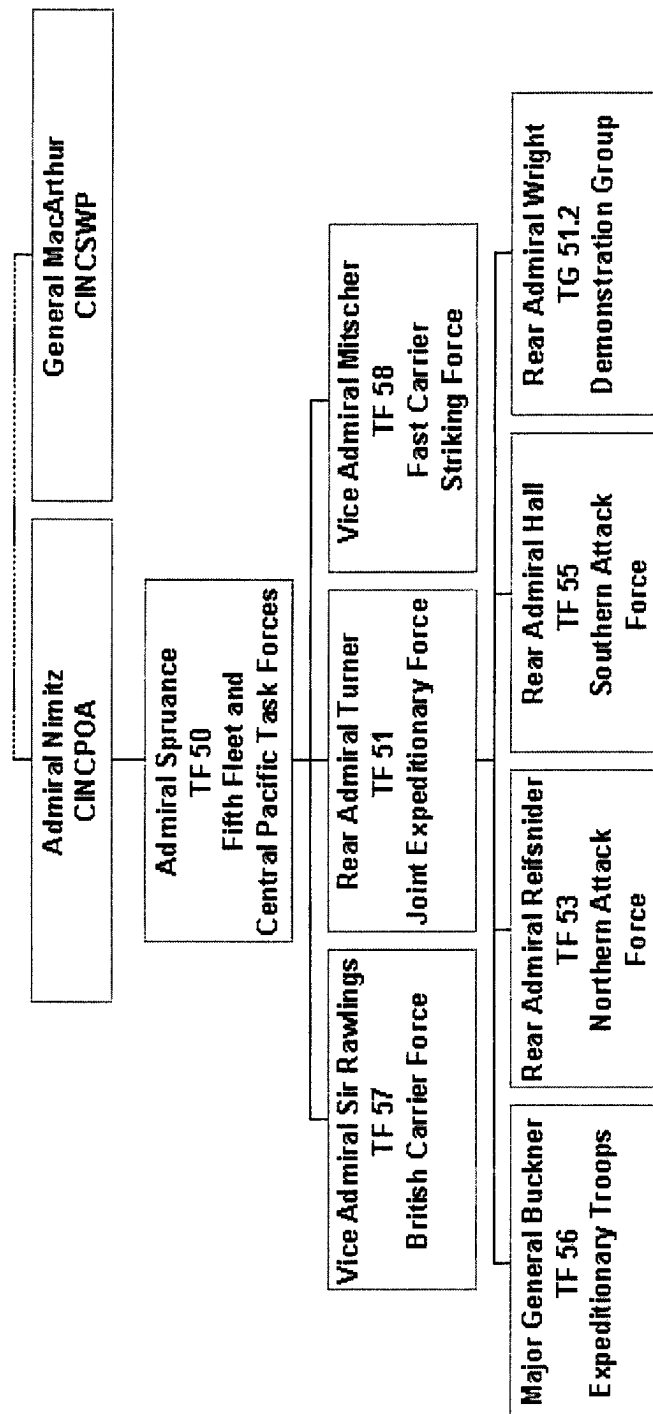 Admiral Nimitz
CINCPOA
General MacArthur
CINCSWP
Admiral Spruance
TF 50
Fifth Fleet and
Central Pacific Task Forces
Vice Admiral Sir Rawlings
TF 57
British Carrier Force
Rear Admiral Turner
TF 51
Joint Expeditionary Force
Vice Admiral Mitscher
TF 58
Fast Carrier
Striking Force
Major General Buckner
TF 56
Expeditionary Troops
Rear Admiral Reifsnider
TF 53
Northern Attack
Force
Rear Admiral Hall
TF 55
Southern Attack
Force
Rear Admiral Wright
TG 51.2
Demonstration Group